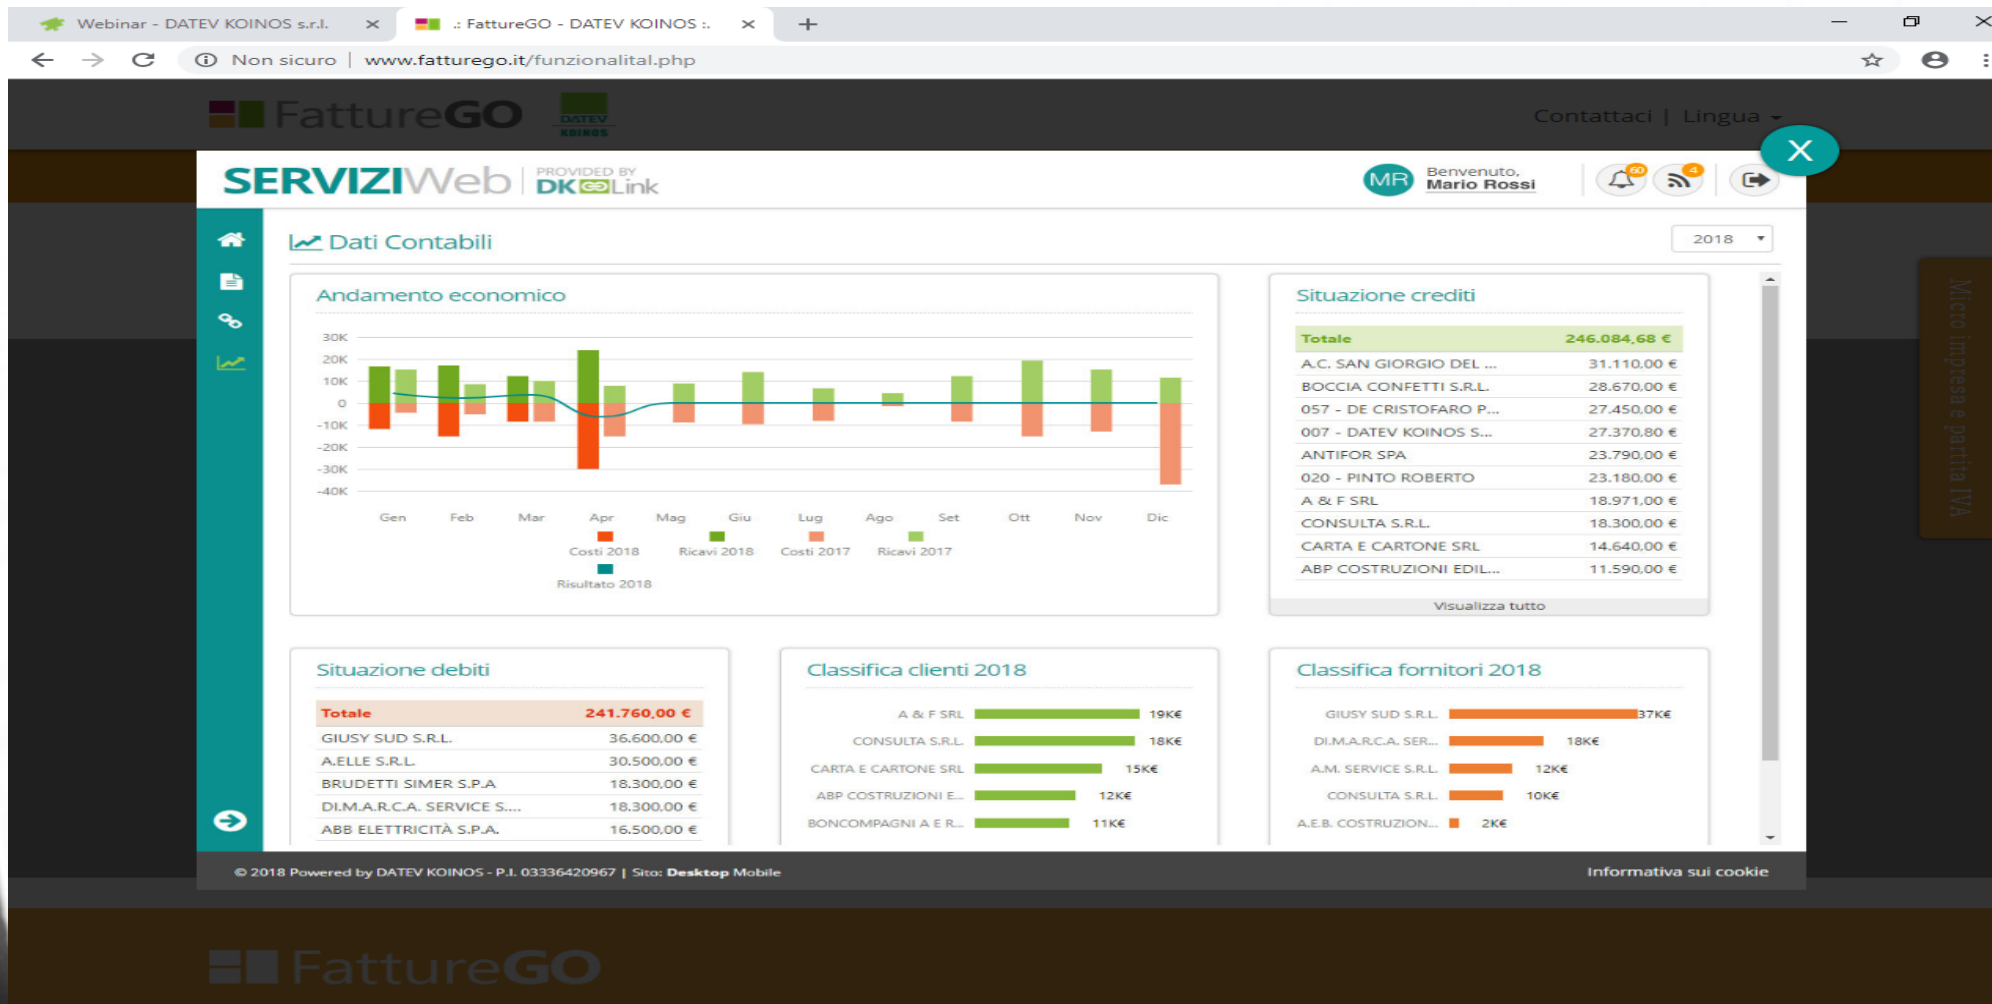 Webinar - DATEV KOINOS s.r.l.
.: FattureGO - DATEV KOINOS :.
Non sicuro | www.fatturego.it/funzionalital.php
FattureGO
DATEV
KOINOS
Contattaci | Lingua
X
SERVIZIWeb
PROVIDED BY
DKGOLink
MR
Benvenuto,
Mario Rossi
60
4
Dati Contabili
2018
Andamento economico
30K
20K
10K
0
-10K
-20K
-30K
-40K
Gen Feb Mar Apr Mag Giu Lug Ago Set Ott Nov Dic
Costi 2018 Ricavi 2018 Costi 2017 Ricavi 2017
Risultato 2018
Situazione crediti
Totale 246.084,68 €
A.C. SAN GIORGIO DEL ... 31.110,00 €
BOCCIA CONFETTI S.R.L. 28.670,00 €
057 - DE CRISTOFARO P... 27.450,00 €
007 - DATEV KOINOS S... 27.370,80 €
ANTIFOR SPA 23.790,00 €
020 - PINTO ROBERTO 23.180,00 €
A & F SRL 18.971,00 €
CONSULTA S.R.L. 18.300,00 €
CARTA E CARTONE SRL 14.640,00 €
ABP COSTRUZIONI EDIL... 11.590,00 €
Visualizza tutto
Micro impresa e partita IVA
Situazione debiti
Totale 241.760,00 €
GIUSY SUD S.R.L. 36.600,00 €
A.ELLE S.R.L. 30.500,00 €
BRUDETTI SIMER S.P.A 18.300,00 €
DI.M.A.R.C.A. SERVICE S.... 18.300,00 €
ABB ELETTRICITÀ S.P.A. 16.500,00 €
Classifica clienti 2018
A & F SRL 19K€
CONSULTA S.R.L. 18K€
CARTA E CARTONE SRL 15K€
ABP COSTRUZIONI E... 12K€
BONCOMPAGNI A E R... 11K€
Classifica fornitori 2018
GIUSY SUD S.R.L. 37K€
DI.M.A.R.C.A. SER... 18K€
A.M. SERVICE S.R.L. 12K€
CONSULTA S.R.L. 10K€
A.E.B. COSTRUZION... 2K€
© 2018 Powered by DATEV KOINOS - P.I. 03336420967 | Sito: Desktop Mobile
Informativa sui cookie
FattureGO